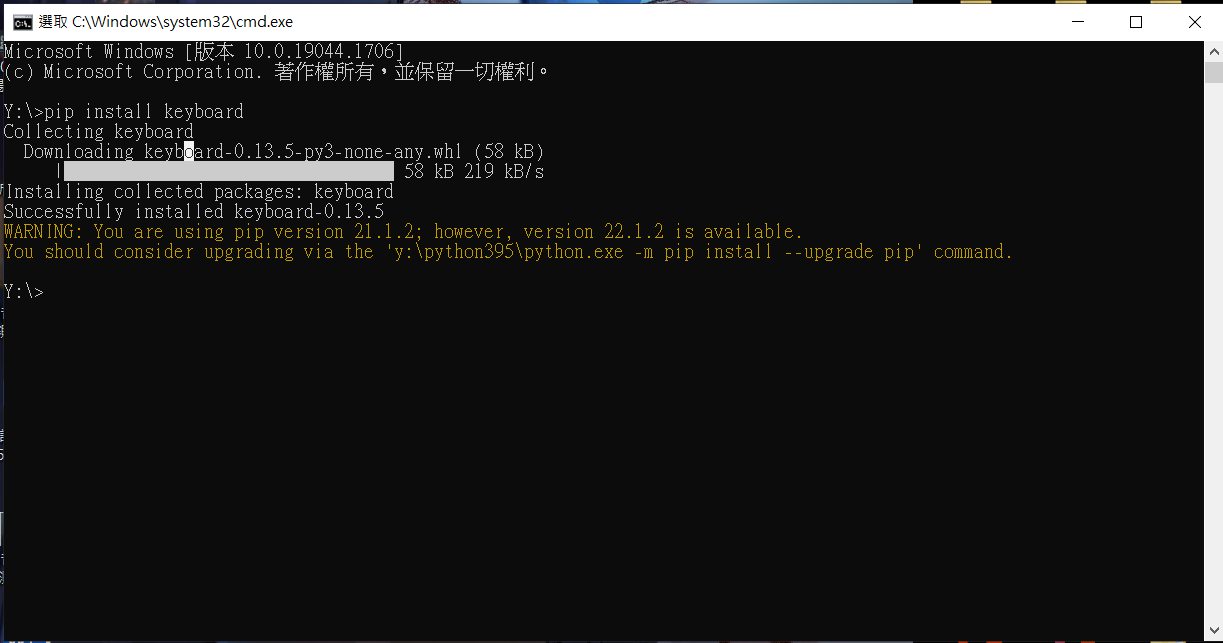 選取 C:\Windows\system32\cmd.exe
Microsoft Windows [版本 10.0.19044.1706]
(c) Microsoft Corporation. 著作權所有，並保留一切權利。
Y:\>pip install keyboard
Collecting keyboard
Downloading keyboard-0.13.5-py3-none-any.whl (58 kB)
| 58 kB 219 kB/s
Installing collected packages: keyboard
Successfully installed keyboard-0.13.5
WARNING: You are using pip version 21.1.2; however, version 22.1.2 is available.
You should consider upgrading via the 'y:\python395\python.exe -m pip install --upgrade pip' command.
Y:\>